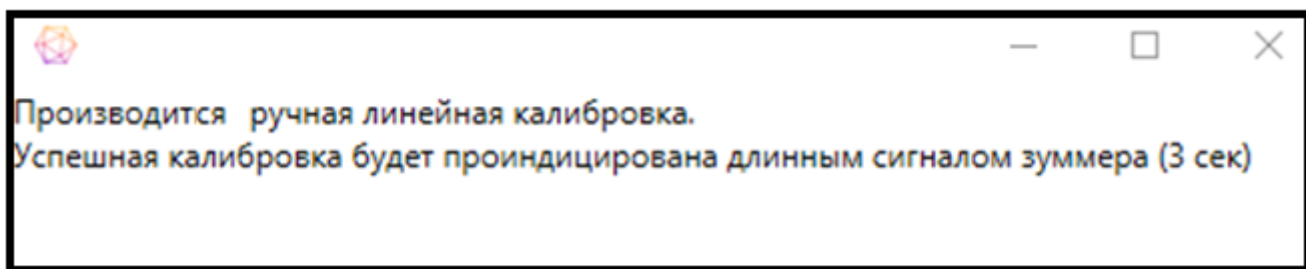 Производится ручная линейная калибровка.
Успешная калибровка будет проиндицирована длинным сигналом зуммера (3 сек)